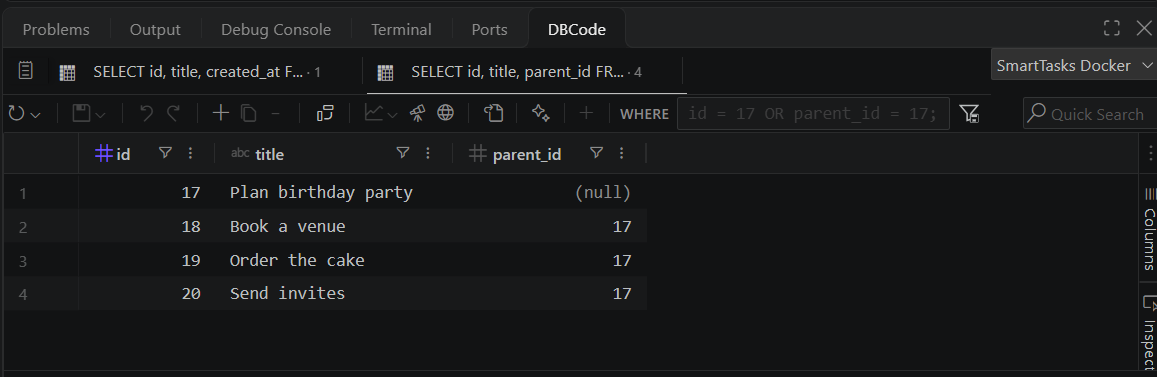 Problems Output Debug Console Terminal Ports DBCode
SELECT id, title, created_at F... · 1 SELECT id, title, parent_id FR... · 4 SmartTasks Docker
WHERE id = 17 OR parent_id = 17; Quick Search
id abc title parent_id
1 17 Plan birthday party (null)
2 18 Book a venue 17
3 19 Order the cake 17
4 20 Send invites 17
Columns
Inspect